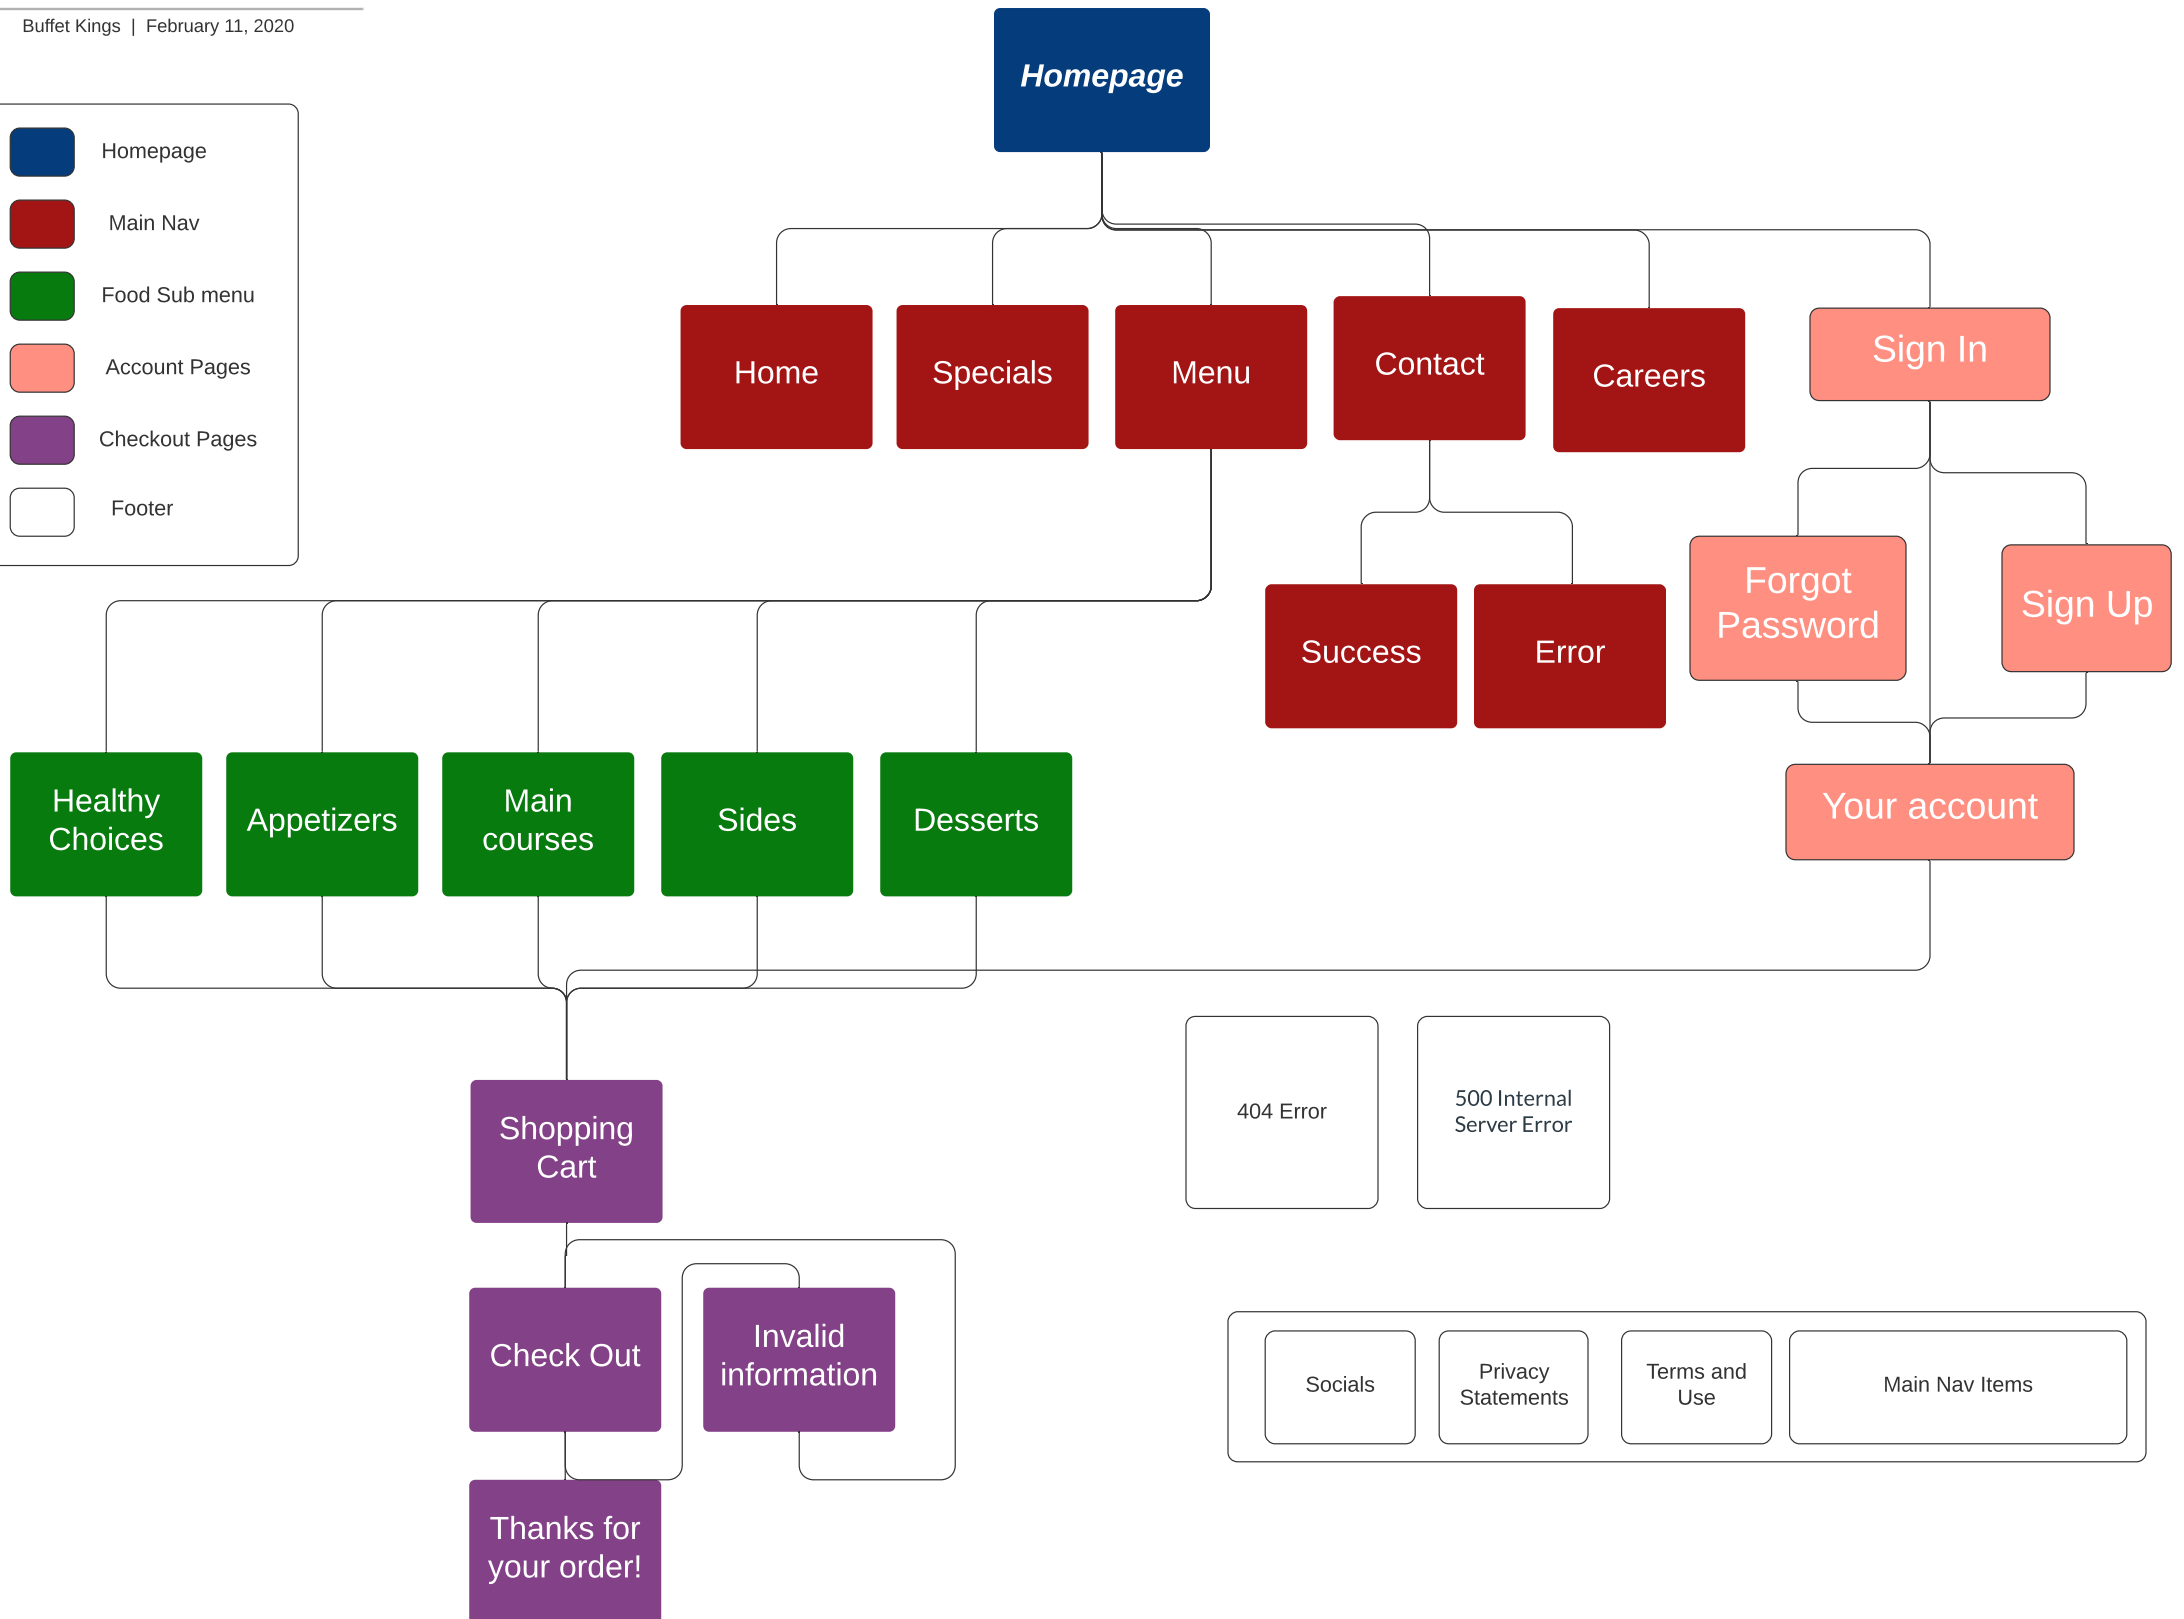 Buffet Kings | February 11, 2020
Homepage
Homepage
Main Nav
Food Sub menu
Account Pages
Checkout Pages
Footer
Home
Specials
Menu
Contact
Careers
Sign In
Forgot
Password
Sign Up
Success
Error
Your account
Healthy
Choices
Appetizers
Main
courses
Sides
Desserts
Shopping
Cart
404 Error
500 Internal
Server Error
Check Out
Invalid
information
Socials
Privacy
Statements
Terms and
Use
Main Nav Items
Thanks for
your order!